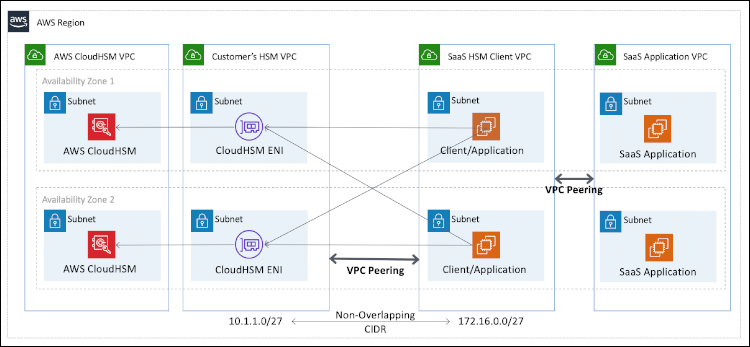 aws
AWS Region
AWS CloudHSM VPC
Customer's HSM VPC
SaaS HSM Client VPC
SaaS Application VPC
Availability Zone 1
Subnet
Subnet
Subnet
Subnet
AWS CloudHSM
CloudHSM ENI
Client/Application
SaaS Application
VPC Peering
Availability Zone 2
Subnet
Subnet
Subnet
Subnet
AWS CloudHSM
CloudHSM ENI
VPC Peering
Client/Application
SaaS Application
10.1.1.0/27
Non-Overlapping
CIDR
172.16.0.0/27